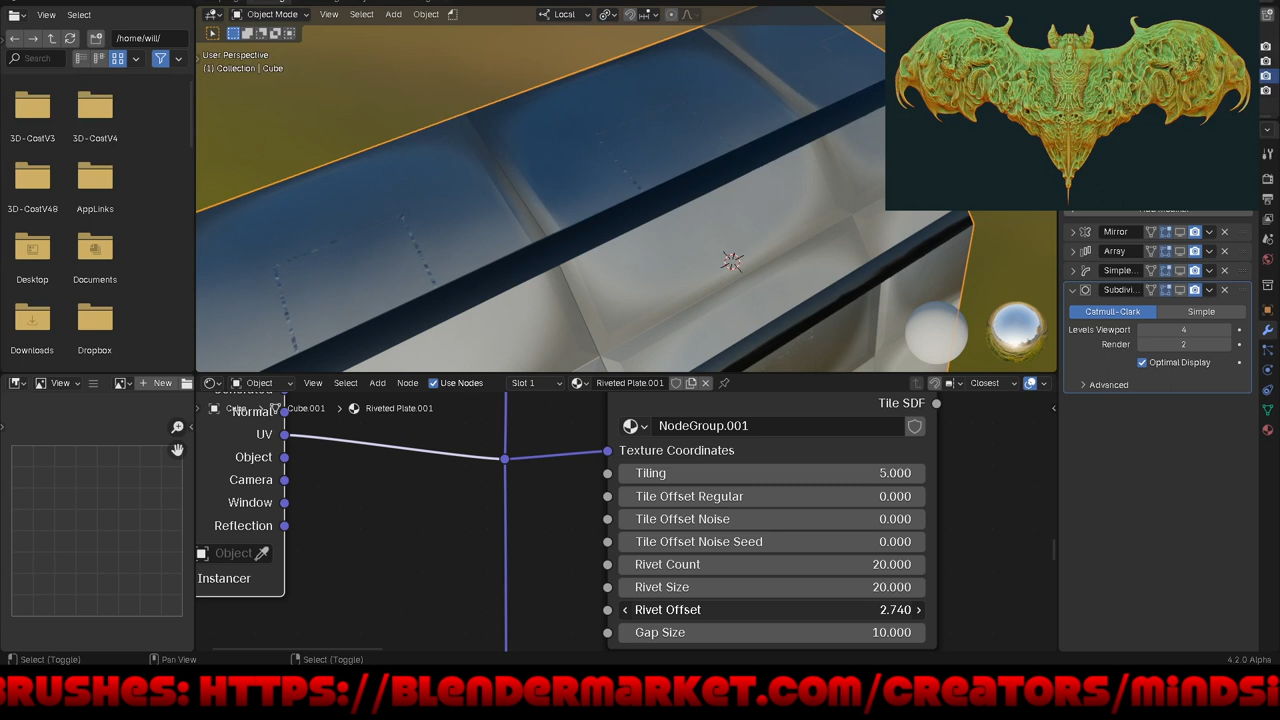 Object Mode
View
Select
Add
Object
Local
View
Select
/home/will/
Search
3D-CostV3
3D-CostV4
3D-CostV48
AppLinks
Desktop
Documents
Downloads
Dropbox
User Perspective
(1) Collection | Cube
Mirror
Array
Simple...
Subdivi...
Catmull-Clark
Simple
Levels Viewport
4
Render
2
Optimal Display
Advanced
View
New
Object
View
Select
Add
Node
Use Nodes
Slot 1
Riveted Plate.001
Closest
Cube.001
Riveted Plate.001
Normal
UV
Object
Camera
Window
Reflection
Object
Instancer
Tile SDF
NodeGroup.001
Texture Coordinates
Tiling 5.000
Tile Offset Regular 0.000
Tile Offset Noise 0.000
Tile Offset Noise Seed 0.000
Rivet Count 20.000
Rivet Size 20.000
Rivet Offset 2.740
Gap Size 10.000
Select (Toggle)
Pan View
Select (Toggle)
4.2.0 Alpha
BRUSHES: HTTPS://BLENDERMARKET.COM/CREATORS/MINDSI